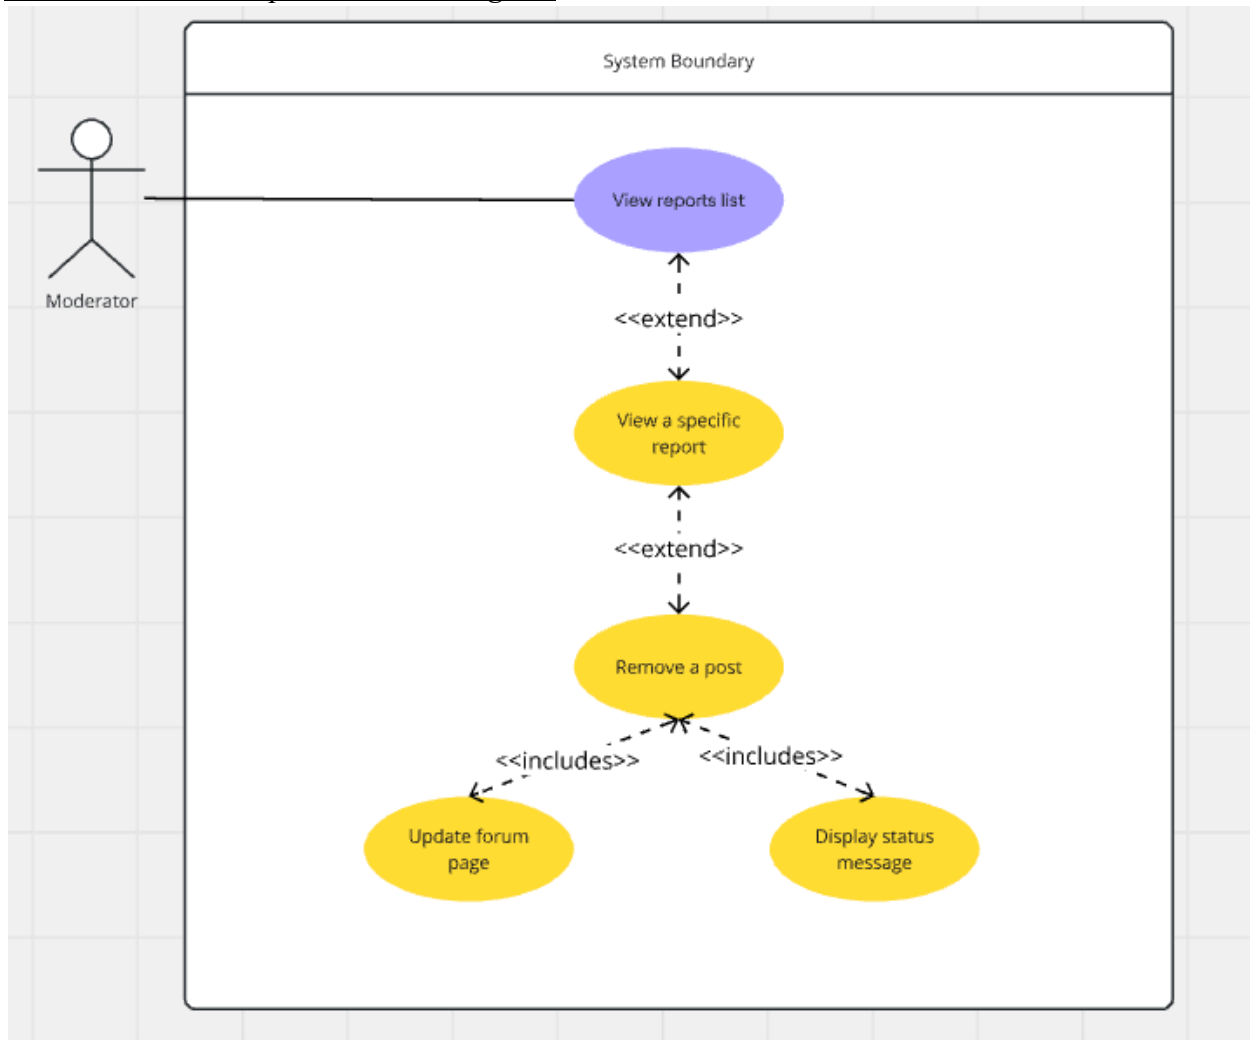 System Boundary
View reports list
Moderator
<<extend>>
View a specific
report
<<extend>>
Remove a post
<<includes>>
<<includes>>
Update forum
page
Display status
message